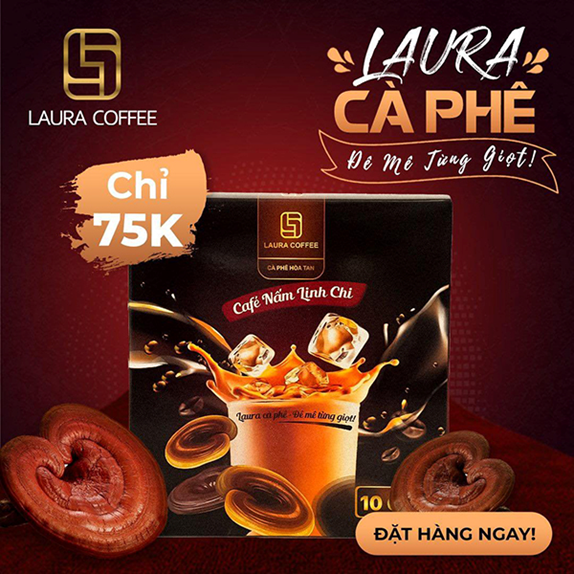 LAURA COFFEE
LAURA
CÀ PHÊ
Đê Mê Từng Giọt!
Chỉ
75K
LAURA COFFEE
CÀ PHÊ HÒA TAN
Café Nấm Linh Chi
Laura cà phê - Đê mê từng giọt!
10
ĐẶT HÀNG NGAY!